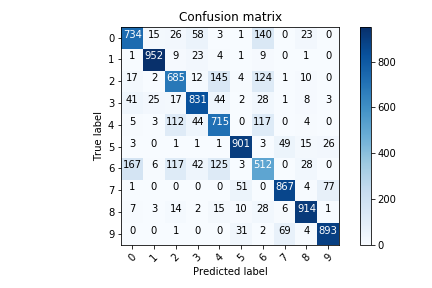 Confusion matrix
0 734 15 26 58 3 1 140 0 23 0
1 1 952 9 23 4 1 9 0 1 0
2 17 2 685 12 145 4 124 1 10 0
3 41 25 17 831 44 2 28 1 8 3
4 5 3 112 44 715 0 117 0 4 0
5 3 0 1 1 1 901 3 49 15 26
6 167 6 117 42 125 3 512 0 28 0
7 1 0 0 0 0 51 0 867 4 77
8 7 3 14 2 15 10 28 6 914 1
9 0 0 1 0 0 31 2 69 4 893
0 1 2 3 4 5 6 7 8 9
Predicted label
True label
800
600
400
200
0